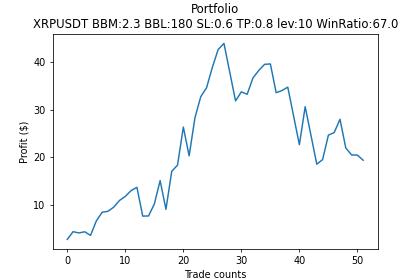 Portfolio
XRPUSDT BBM:2.3 BBL:180 SL:0.6 TP:0.8 lev:10 WinRatio:67.0
40
30
20
10
Profit ($)
0 10 20 30 40 50
Trade counts